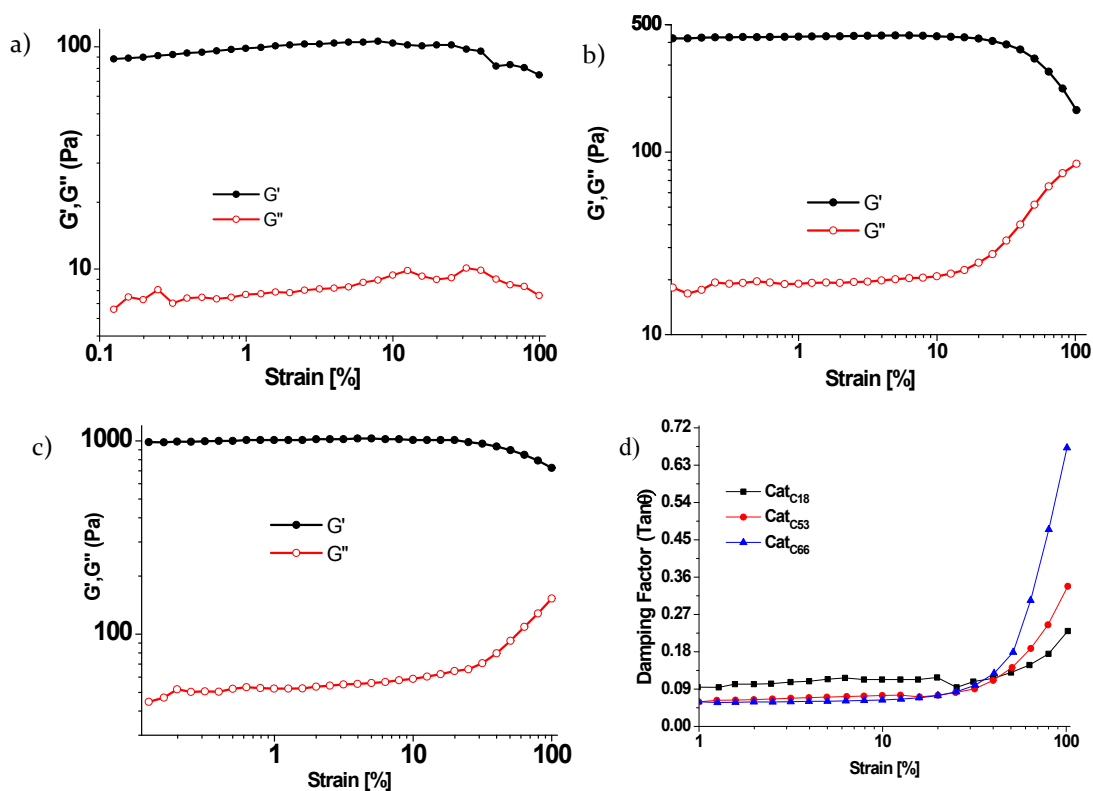 a)
100
10
G',G'' (Pa)
G'
G''
0.1 1 10 100
Strain [%]
b)
500
100
10
G',G'' (Pa)
G'
G''
1 10 100
Strain [%]
c)
1000
100
G',G'' (Pa)
G'
G''
1 10 100
Strain [%]
d)
0.72
0.63
0.54
0.45
0.36
0.27
0.18
0.09
0.00
Damping Factor (Tanθ)
CatC18
CatC53
CatC66
1 10 100
Strain [%]